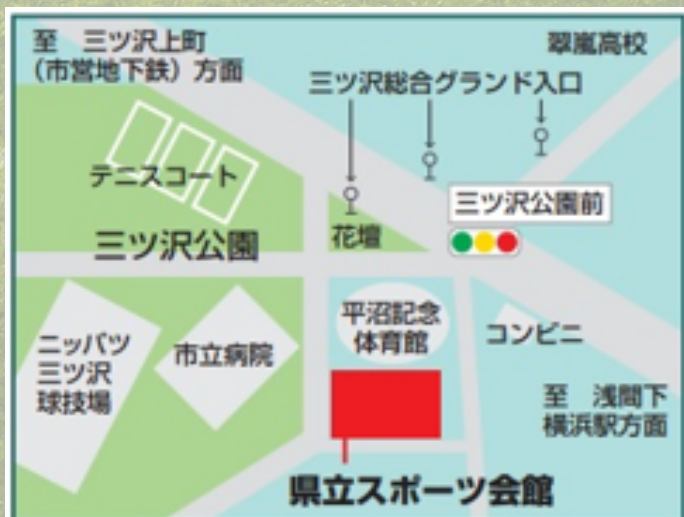 至 三ツ沢上町
（市営地下鉄）方面
翠嵐高校
三ツ沢総合グランド入口
テニスコート
三ツ沢公園前
花壇
三ツ沢公園
平沼記念
体育館
コンビニ
ニッパツ
三ツ沢
球技場
市立病院
至 浅間下
横浜駅方面
県立スポーツ会館